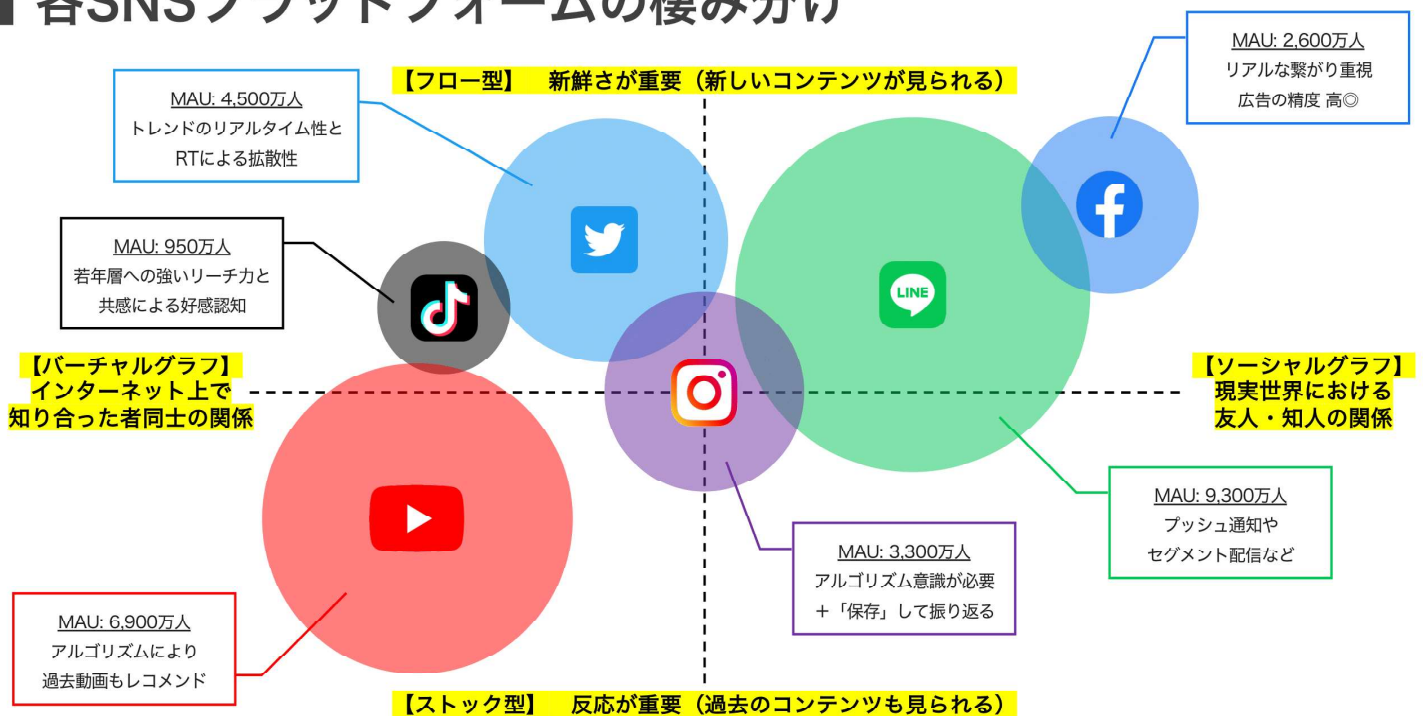 各SNSプラットフォームの棲み分け
MAU: 2,600万人
リアルな繋がり重視
広告の精度 高◎
【フロー型】 新鮮さが重要（新しいコンテンツが見られる）
MAU: 4,500万人
トレンドのリアルタイム性と
RTによる拡散性
MAU: 950万人
若年層への強いリーチ力と
共感による好感認知
LINE
【バーチャルグラフ】
インターネット上で
知り合った者同士の関係
【ソーシャルグラフ】
現実世界における
友人・知人の関係
MAU: 9,300万人
プッシュ通知や
セグメント配信など
MAU: 3,300万人
アルゴリズム意識が必要
＋「保存」して振り返る
MAU: 6,900万人
アルゴリズムにより
過去動画もレコメンド
【ストック型】 反応が重要（過去のコンテンツも見られる）